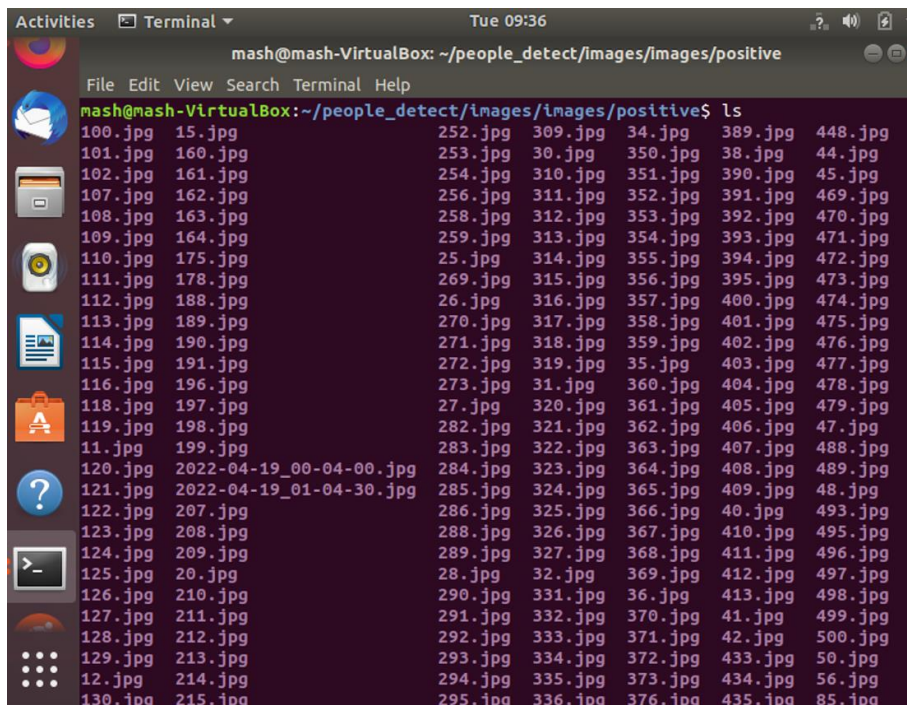 Activities Terminal Tue 09:36
mash@mash-VirtualBox: ~/people_detect/images/images/positive
File Edit View Search Terminal Help
mash@mash-VirtualBox:~/people_detect/images/images/positive$ ls
100.jpg 15.jpg 252.jpg 309.jpg 34.jpg 389.jpg 448.jpg
101.jpg 160.jpg 253.jpg 30.jpg 350.jpg 38.jpg 44.jpg
102.jpg 161.jpg 254.jpg 310.jpg 351.jpg 390.jpg 45.jpg
107.jpg 162.jpg 256.jpg 311.jpg 352.jpg 391.jpg 469.jpg
108.jpg 163.jpg 258.jpg 312.jpg 353.jpg 392.jpg 470.jpg
109.jpg 164.jpg 259.jpg 313.jpg 354.jpg 393.jpg 471.jpg
110.jpg 175.jpg 25.jpg 314.jpg 355.jpg 394.jpg 472.jpg
111.jpg 178.jpg 269.jpg 315.jpg 356.jpg 395.jpg 473.jpg
112.jpg 188.jpg 26.jpg 316.jpg 357.jpg 400.jpg 474.jpg
113.jpg 189.jpg 270.jpg 317.jpg 358.jpg 401.jpg 475.jpg
114.jpg 190.jpg 271.jpg 318.jpg 359.jpg 402.jpg 476.jpg
115.jpg 191.jpg 272.jpg 319.jpg 35.jpg 403.jpg 477.jpg
116.jpg 196.jpg 273.jpg 31.jpg 360.jpg 404.jpg 478.jpg
118.jpg 197.jpg 27.jpg 320.jpg 361.jpg 405.jpg 479.jpg
119.jpg 198.jpg 282.jpg 321.jpg 362.jpg 406.jpg 47.jpg
11.jpg 199.jpg 283.jpg 322.jpg 363.jpg 407.jpg 488.jpg
120.jpg 2022-04-19_00-04-00.jpg 284.jpg 323.jpg 364.jpg 408.jpg 489.jpg
121.jpg 2022-04-19_01-04-30.jpg 285.jpg 324.jpg 365.jpg 409.jpg 48.jpg
122.jpg 207.jpg 286.jpg 325.jpg 366.jpg 40.jpg 493.jpg
123.jpg 208.jpg 288.jpg 326.jpg 367.jpg 410.jpg 495.jpg
124.jpg 209.jpg 289.jpg 327.jpg 368.jpg 411.jpg 496.jpg
125.jpg 20.jpg 28.jpg 32.jpg 369.jpg 412.jpg 497.jpg
126.jpg 210.jpg 290.jpg 331.jpg 36.jpg 413.jpg 498.jpg
127.jpg 211.jpg 291.jpg 332.jpg 370.jpg 41.jpg 499.jpg
128.jpg 212.jpg 292.jpg 333.jpg 371.jpg 42.jpg 500.jpg
129.jpg 213.jpg 293.jpg 334.jpg 372.jpg 433.jpg 50.jpg
12.jpg 214.jpg 294.jpg 335.jpg 373.jpg 434.jpg 56.jpg
130.jpg 215.jpg 295.jpg 336.jpg 376.jpg 435.jpg 85.jpg